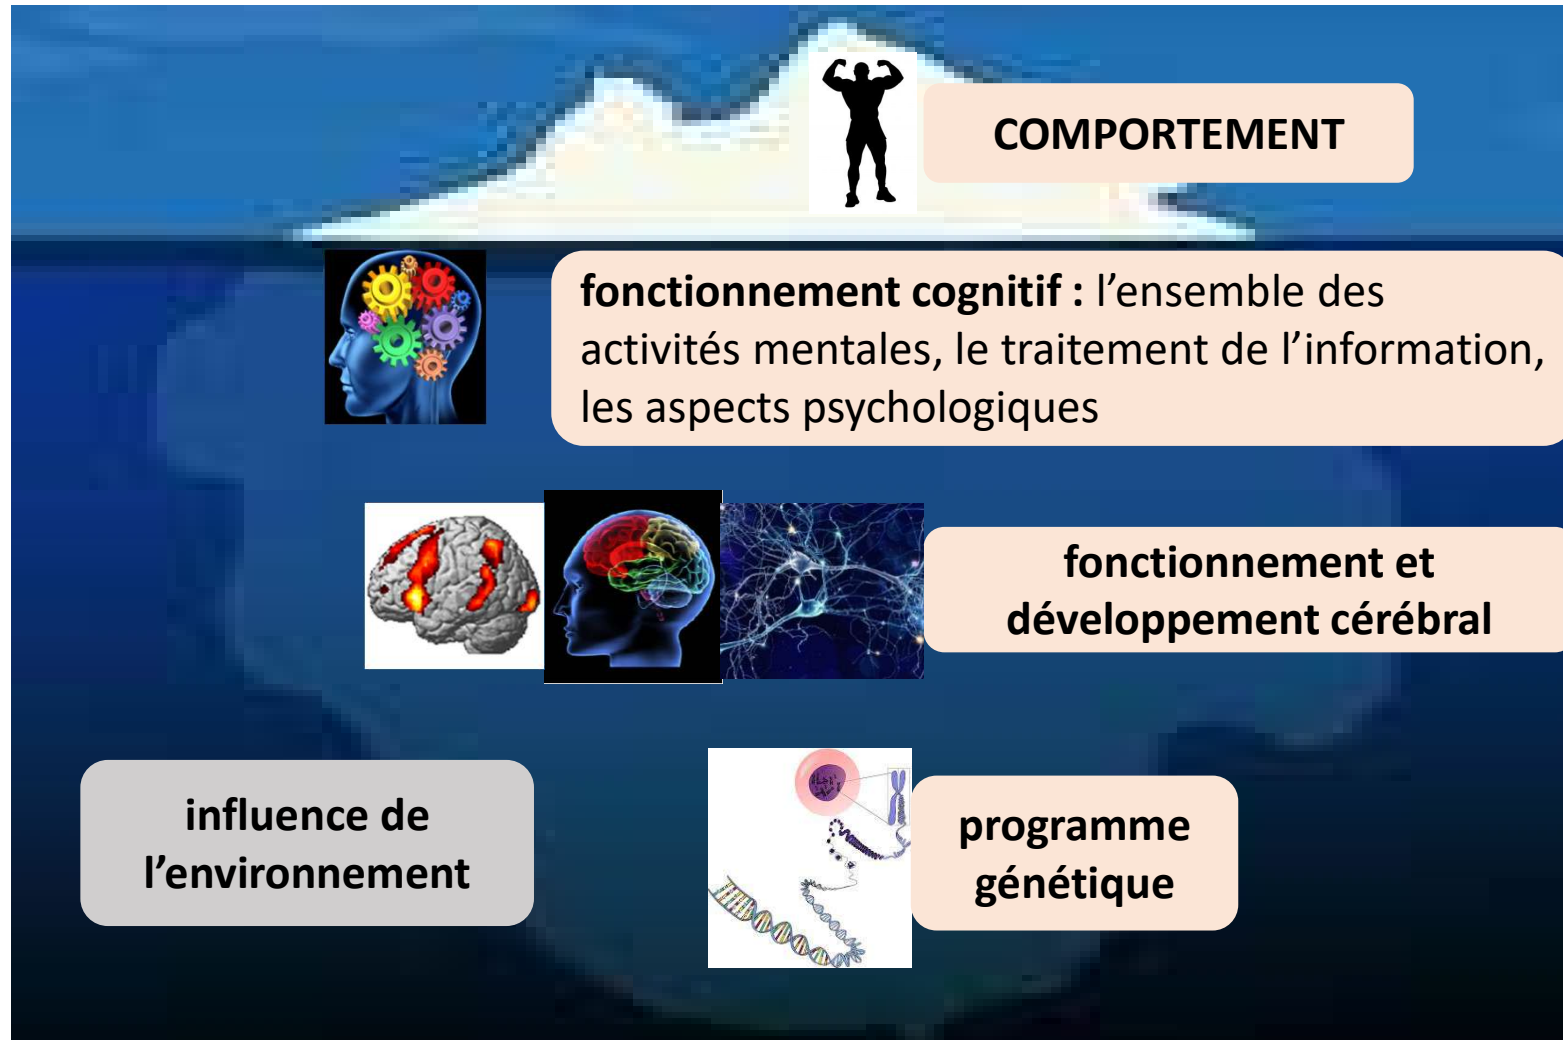 COMPORTEMENT
fonctionnement cognitif : l’ensemble des
activités mentales, le traitement de l’information,
les aspects psychologiques
fonctionnement et
développement cérébral
influence de
l’environnement
programme
génétique